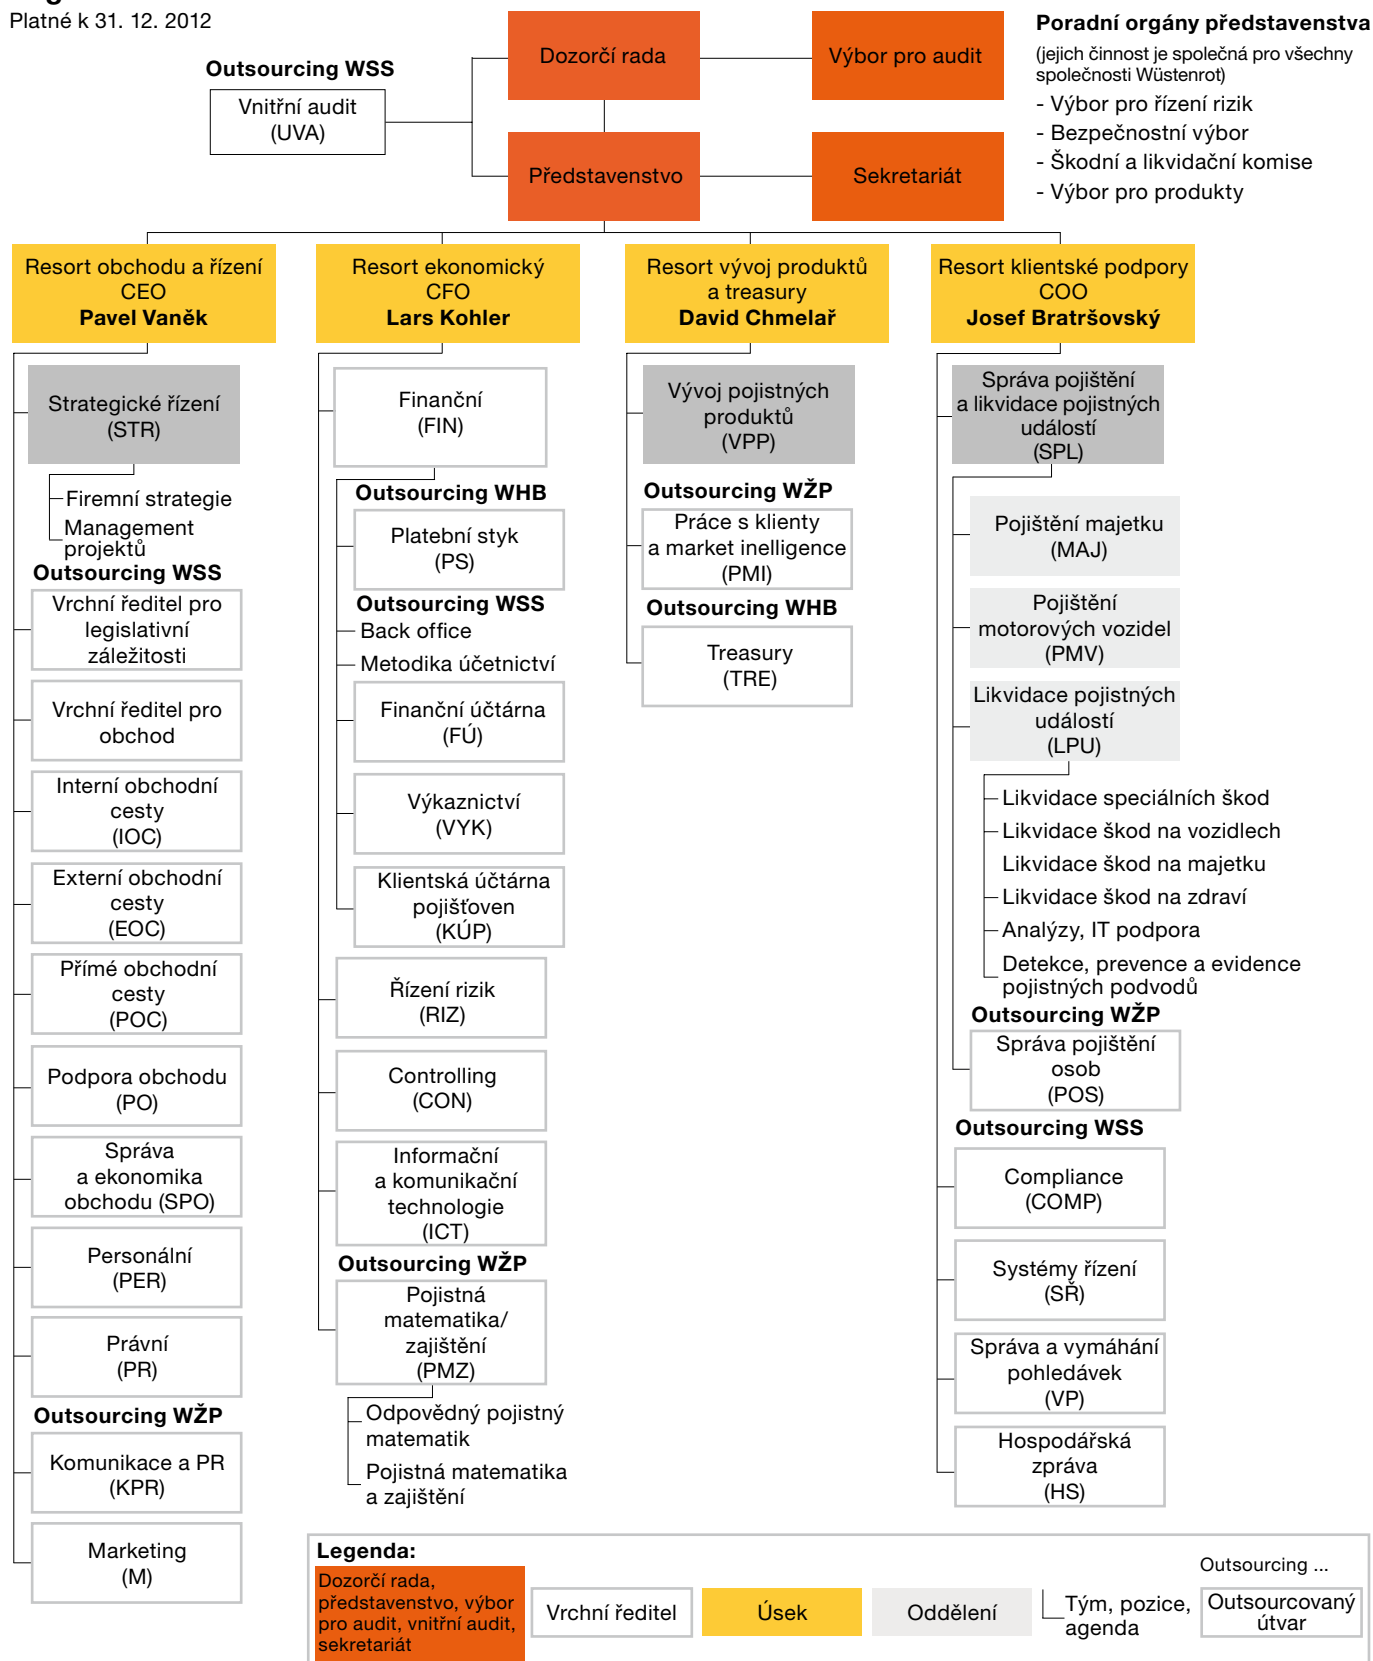 Platné k 31. 12. 2012
Outsourcing WSS
Vnitřní audit
(UVA)
Dozorčí rada
Výbor pro audit
Představenstvo
Sekretariát
Poradní orgány představenstva
(jejich činnost je společná pro všechny
společnosti Wüstenrot)
- Výbor pro řízení rizik
- Bezpečnostní výbor
- Škodní a likvidační komise
- Výbor pro produkty
Resort obchodu a řízení
CEO
Pavel Vaněk
Strategické řízení
(STR)
Firemní strategie
Management
projektů
Outsourcing WSS
Vrchní ředitel pro
legislativní
záležitosti
Vrchní ředitel pro
obchod
Interní obchodní
cesty
(IOC)
Externí obchodní
cesty
(EOC)
Přímé obchodní
cesty
(POC)
Podpora obchodu
(PO)
Správa
a ekonomika
obchodu (SPO)
Personální
(PER)
Právní
(PR)
Outsourcing WŽP
Komunikace a PR
(KPR)
Marketing
(M)
Resort ekonomický
CFO
Lars Kohler
Finanční
(FIN)
Outsourcing WHB
Platební styk
(PS)
Outsourcing WSS
Back office
Metodika účetnictví
Finanční účtárna
(FÚ)
Výkaznictví
(VYK)
Klientská účtárna
pojišťoven
(KÚP)
Řízení rizik
(RIZ)
Controlling
(CON)
Informační
a komunikační
technologie
(ICT)
Outsourcing WŽP
Pojistná
matematika/
zajištění
(PMZ)
Odpovědný pojistný
matematik
Pojistná matematika
a zajištění
Resort vývoj produktů
a treasury
David Chmelař
Vývoj pojistných
produktů
(VPP)
Outsourcing WŽP
Práce s klienty
a market inelligence
(PMI)
Outsourcing WHB
Treasury
(TRE)
Resort klientské podpory
COO
Josef Bratršovský
Správa pojištění
a likvidace pojistných
událostí
(SPL)
Pojištění majetku
(MAJ)
Pojištění
motorových vozidel
(PMV)
Likvidace pojistných
událostí
(LPU)
Likvidace speciálních škod
Likvidace škod na vozidlech
Likvidace škod na majetku
Likvidace škod na zdraví
Analýzy, IT podpora
Detekce, prevence a evidence
pojistných podvodů
Outsourcing WŽP
Správa pojištění
osob
(POS)
Outsourcing WSS
Compliance
(COMP)
Systémy řízení
(SŘ)
Správa a vymáhání
pohledávek
(VP)
Hospodářská
zpráva
(HS)
Legenda:
Dozorčí rada,
představenstvo, výbor
pro audit, vnitřní audit,
sekretariát
Vrchní ředitel
Úsek
Oddělení
Tým, pozice,
agenda
Outsourcing ...
Outsourcovaný
útvar